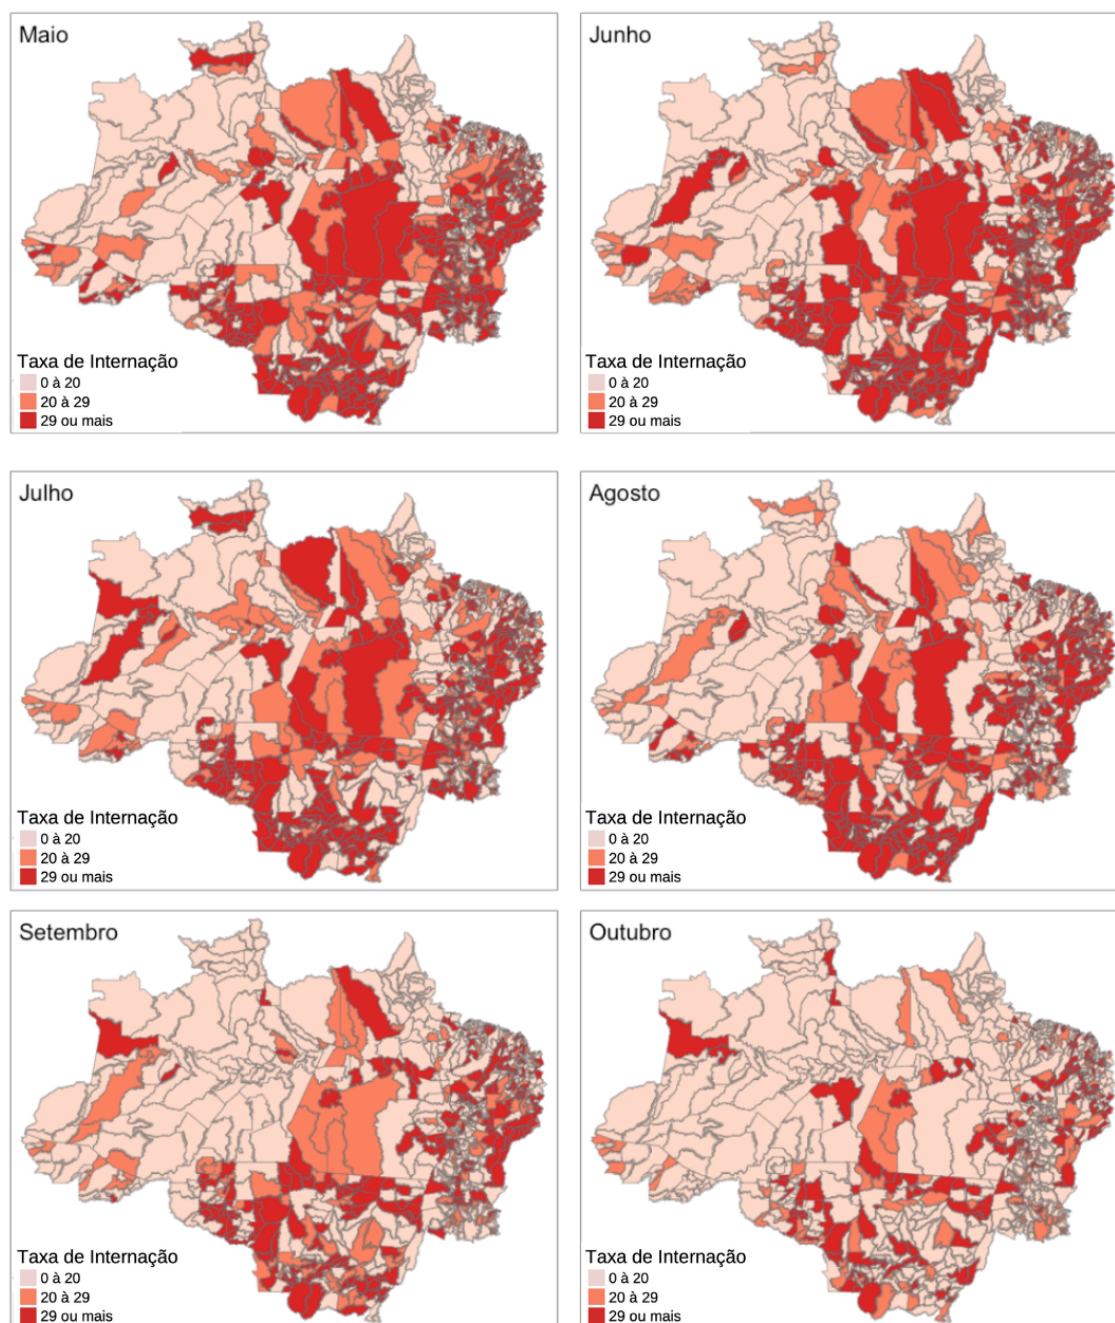 Maio
Taxa de Internação
0 à 20
20 à 29
29 ou mais
Junho
Taxa de Internação
0 à 20
20 à 29
29 ou mais
Julho
Taxa de Internação
0 à 20
20 à 29
29 ou mais
Agosto
Taxa de Internação
0 à 20
20 à 29
29 ou mais
Setembro
Taxa de Internação
0 à 20
20 à 29
29 ou mais
Outubro
Taxa de Internação
0 à 20
20 à 29
29 ou mais